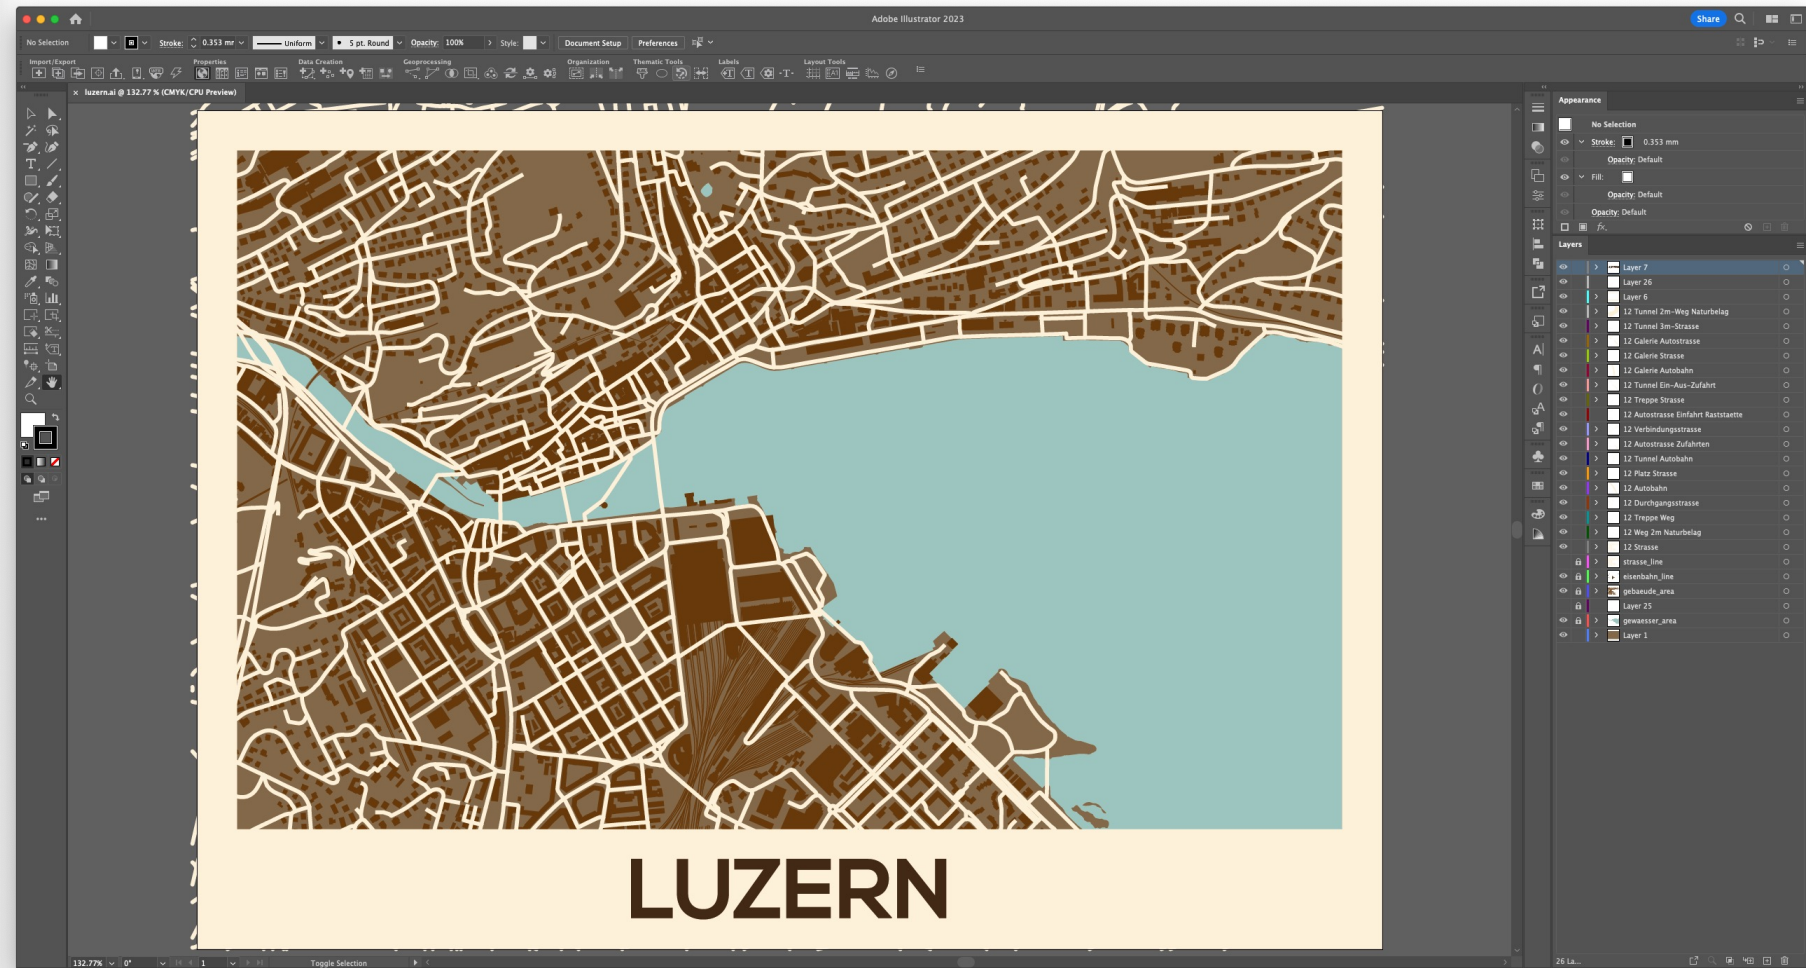 Adobe Illustrator 2023
Share
No Selection
Stroke: 0.353 mr
Uniform
5 pt. Round
Opacity: 100%
Style:
Document Setup
Preferences
Import/Export
Properties
Data Creation
Geoprocessing
Organization
Thematic Tools
Labels
Layout Tools
× luzern.ai @ 132.77 % (CMYK/CPU Preview)
LUZERN
Appearance
No Selection
Stroke: 0.353 mm
Opacity: Default
Fill:
Opacity: Default
Opacity: Default
fx.
Layers
Layer 7
Layer 26
Layer 6
12 Tunnel 2m-Weg Naturbelag
12 Tunnel 3m-Strasse
12 Galerie Autostrasse
12 Galerie Strasse
12 Galerie Autobahn
12 Tunnel Ein-Aus-Zufahrt
12 Treppe Strasse
12 Autostrasse Einfahrt Raststaette
12 Verbindungsstrasse
12 Autostrasse Zufahrten
12 Tunnel Autobahn
12 Platz Strasse
12 Autobahn
12 Durchgangsstrasse
12 Treppe Weg
12 Weg 2m Naturbelag
12 Strasse
strasse_line
eisenbahn_line
gebaeude_area
Layer 25
gewaesser_area
Layer 1
132.77%
0°
1
Toggle Selection
26 La...